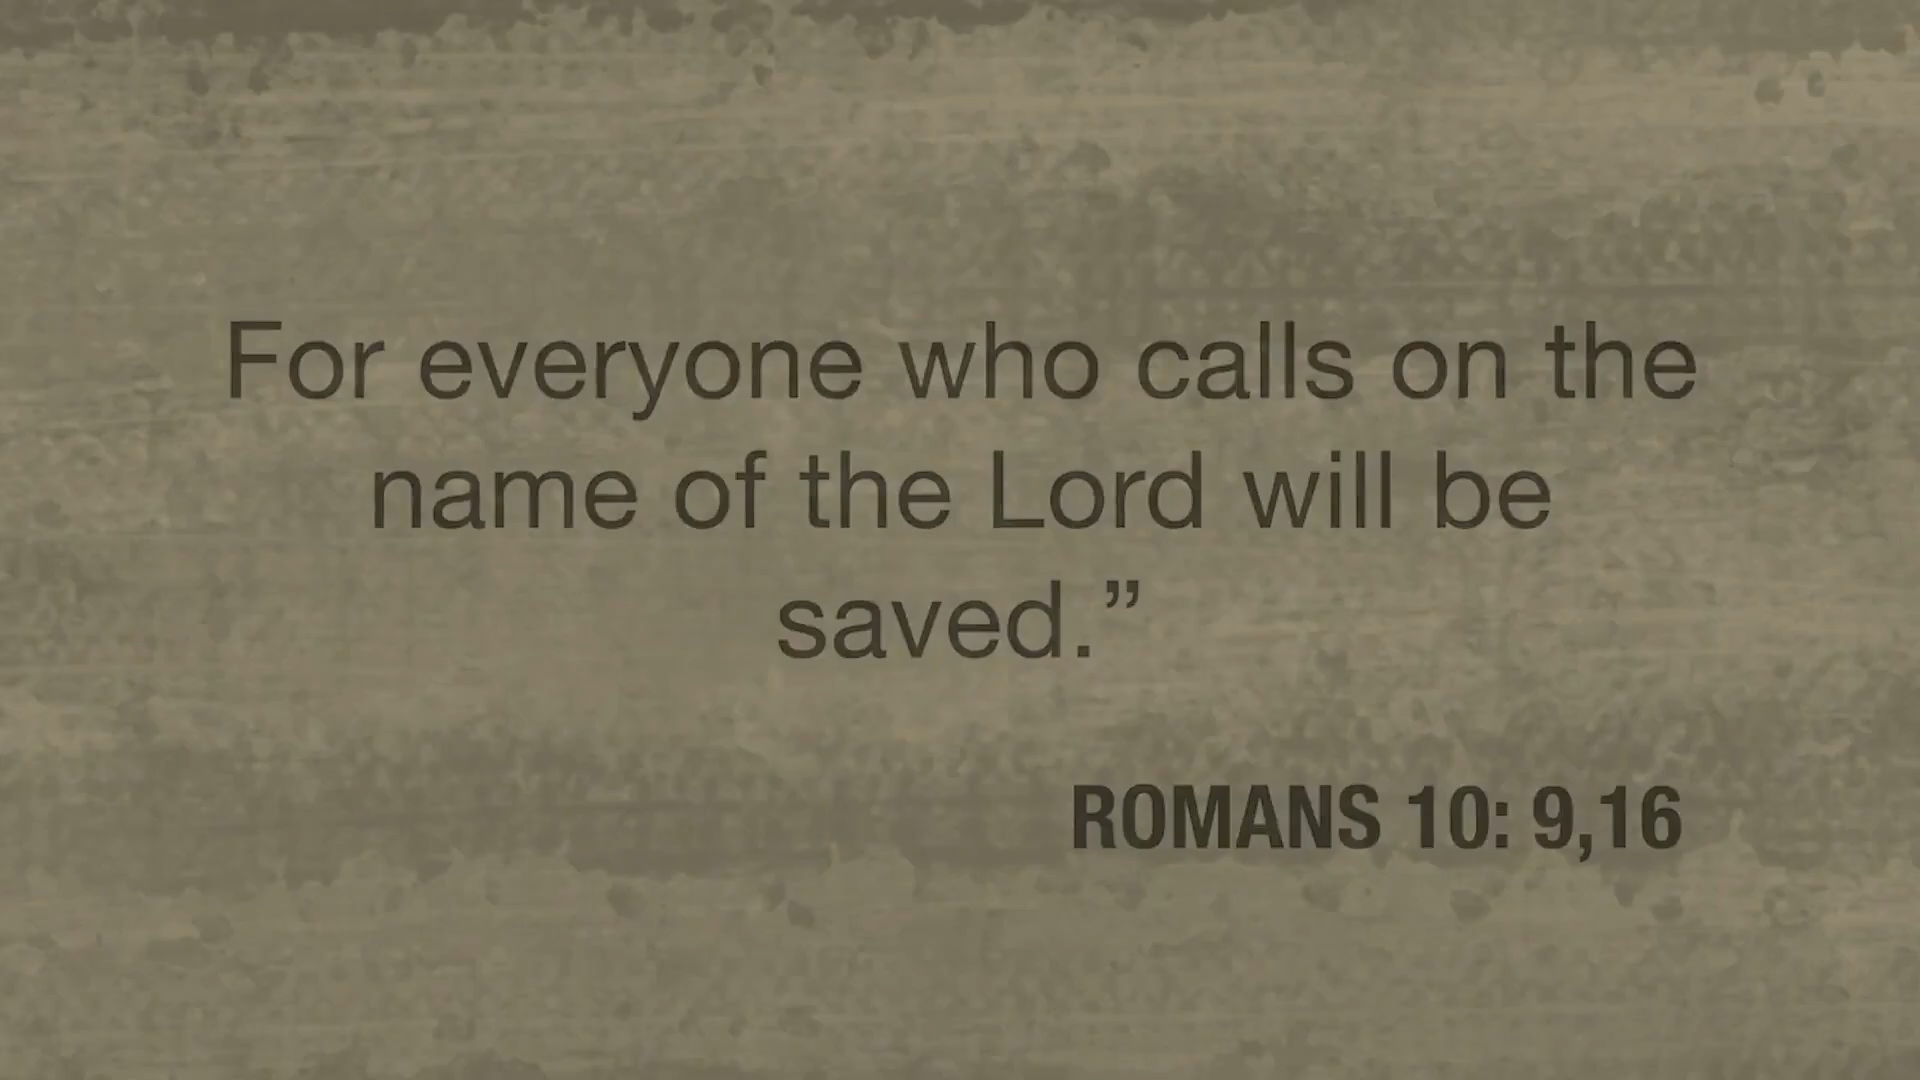 For everyone who calls on the
name of the Lord will be
saved.”
ROMANS 10: 9,16